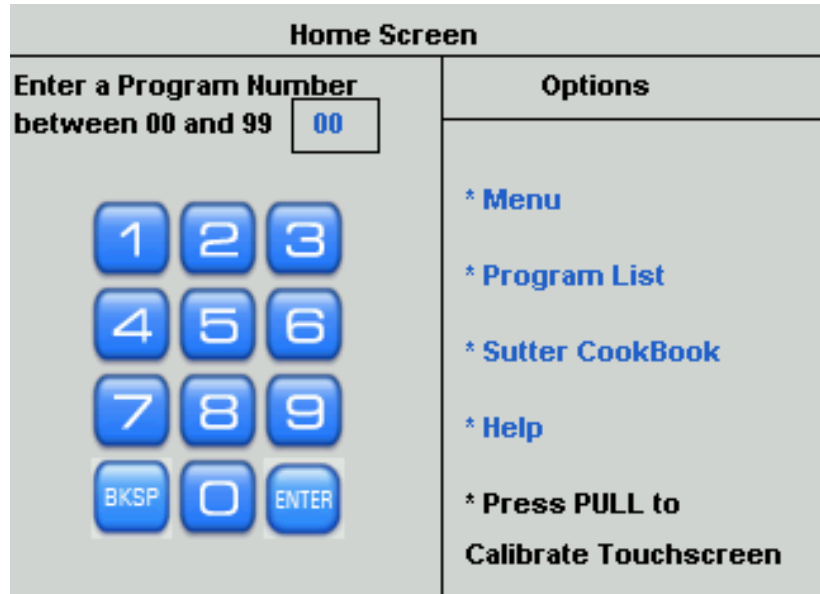 Home Screen
Enter a Program Number
between 00 and 99 00
1 2 3
4 5 6
7 8 9
BKSP 0 ENTER
Options
* Menu
* Program List
* Sutter CookBook
* Help
* Press PULL to
Calibrate Touchscreen